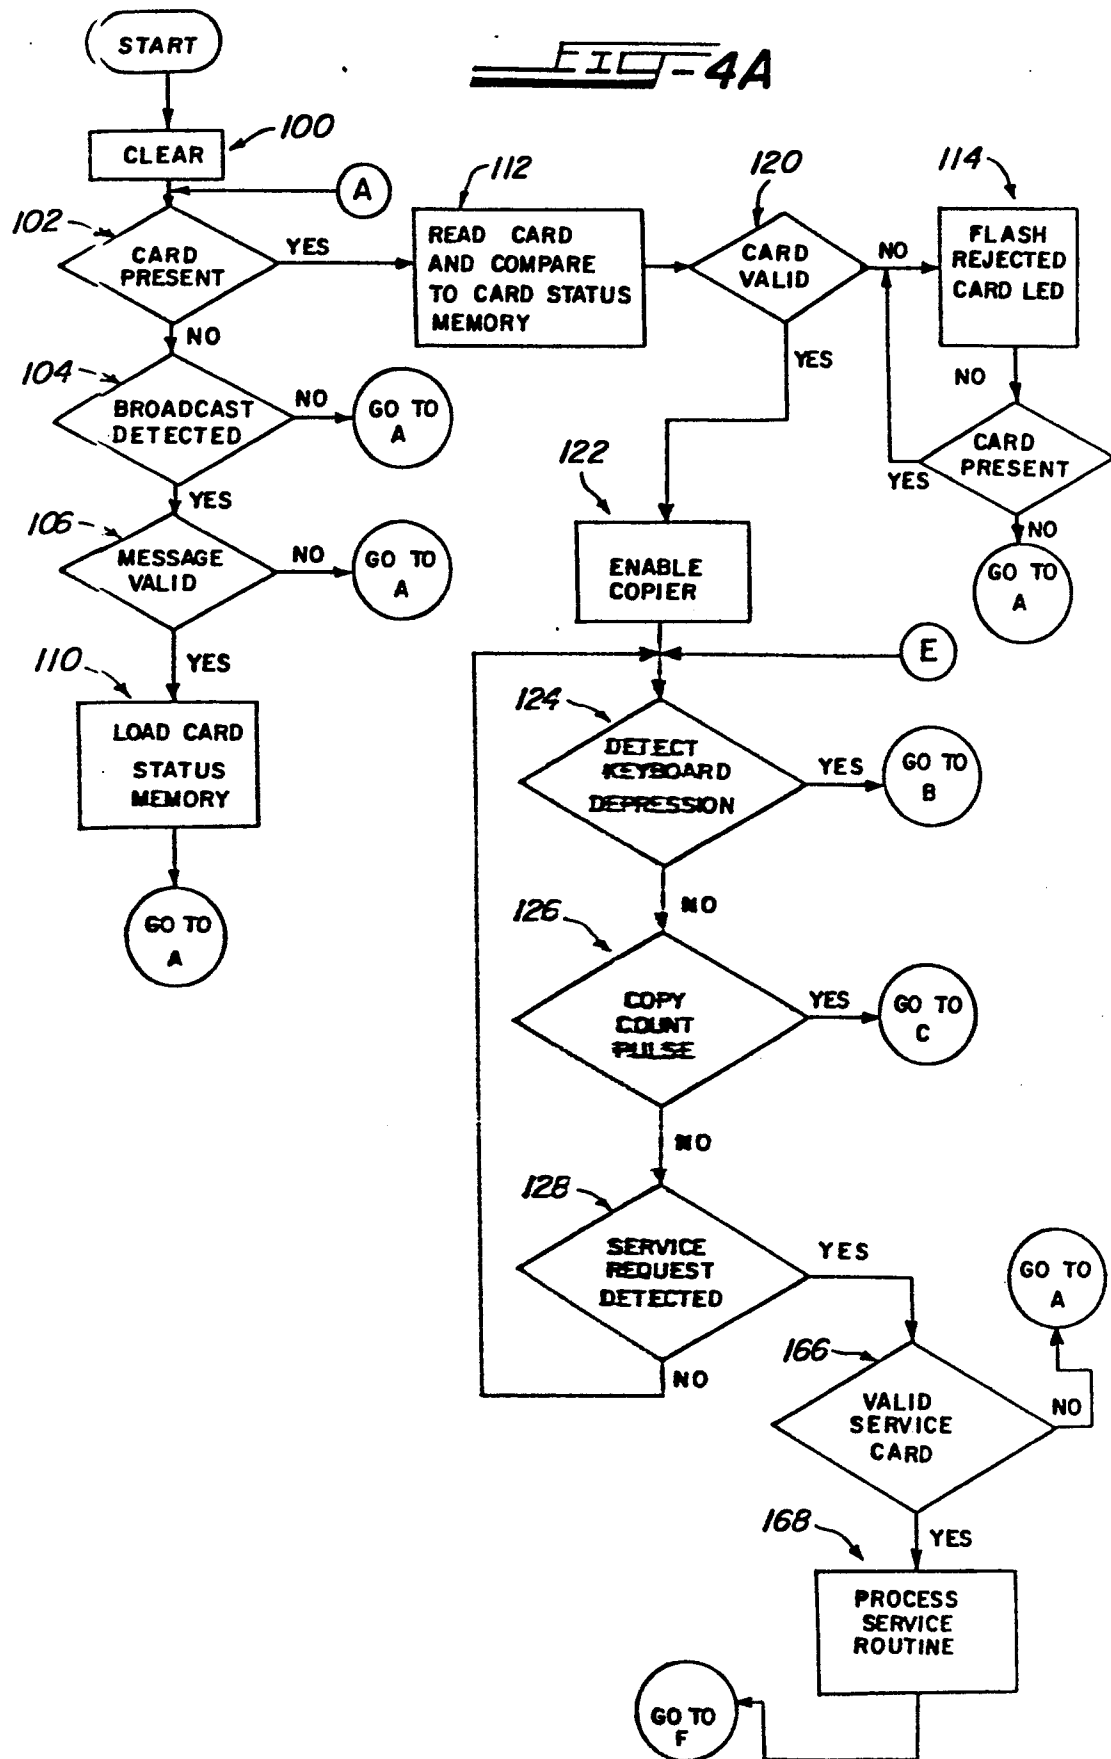 START
FIG-4A
100
CLEAR
A
102
CARD
PRESENT
YES
NO
112
READ CARD
AND COMPARE
TO CARD STATUS
MEMORY
120
CARD
VALID
NO
YES
114
FLASH
REJECTED
CARD LED
NO
CARD
PRESENT
YES
NO
GO TO
A
104
BROADCAST
DETECTED
NO
GO TO
A
YES
106
MESSAGE
VALID
NO
GO TO
A
YES
110
LOAD CARD
STATUS
MEMORY
GO TO
A
122
ENABLE
COPIER
E
124
DETECT
KEYBOARD
DEPRESSION
YES
GO TO
B
NO
126
COPY
COUNT
PULSE
YES
GO TO
C
NO
128
SERVICE
REQUEST
DETECTED
YES
NO
166
VALID
SERVICE
CARD
NO
GO TO
A
YES
168
PROCESS
SERVICE
ROUTINE
GO TO
F